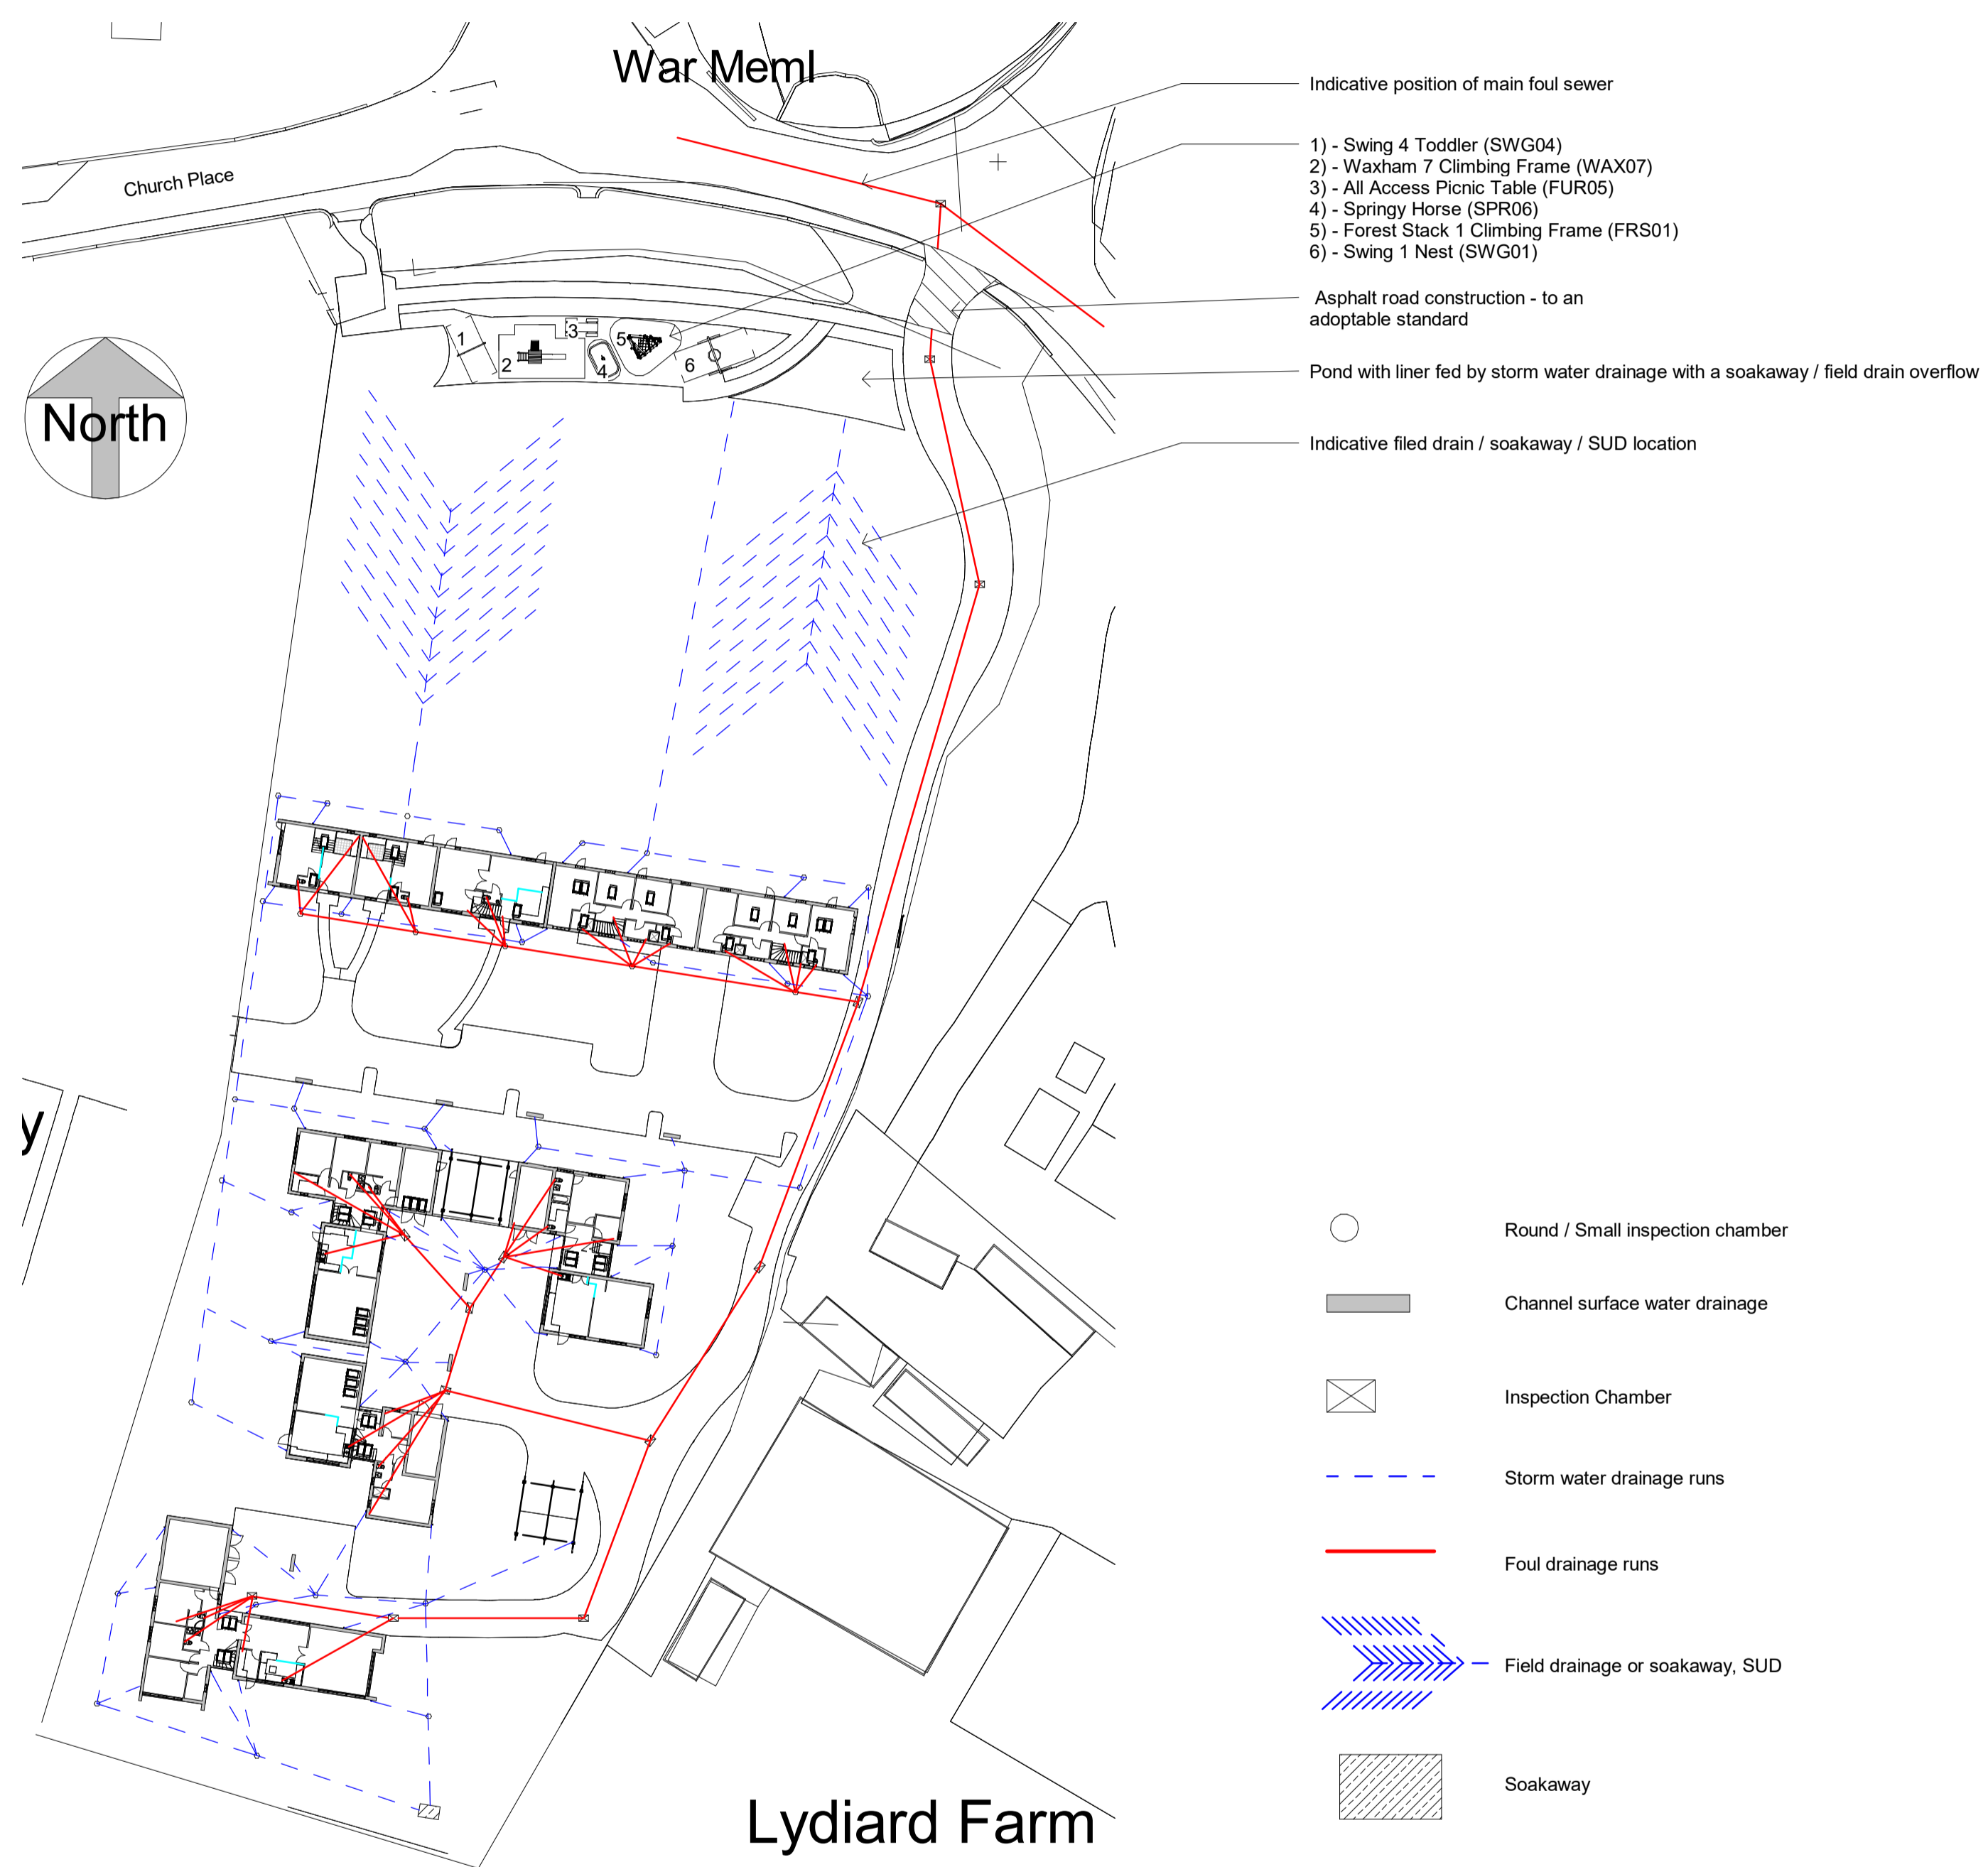 War Meml
Indicative position of main foul sewer
1) - Swing 4 Toddler (SWG04)
2) - Waxham 7 Climbing Frame (WAX07)
3) - All Access Picnic Table (FUR05)
4) - Springy Horse (SPR06)
5) - Forest Stack 1 Climbing Frame (FRS01)
6) - Swing 1 Nest (SWG01)
Church Place
Asphalt road construction - to an
adoptable standard
1
2
3
4
5
6
Pond with liner fed by storm water drainage with a soakaway / field drain overflow
North
Indicative filed drain / soakaway / SUD location
y
Round / Small inspection chamber
Channel surface water drainage
Inspection Chamber
Storm water drainage runs
Foul drainage runs
Field drainage or soakaway, SUD
Soakaway
Lydiard Farm